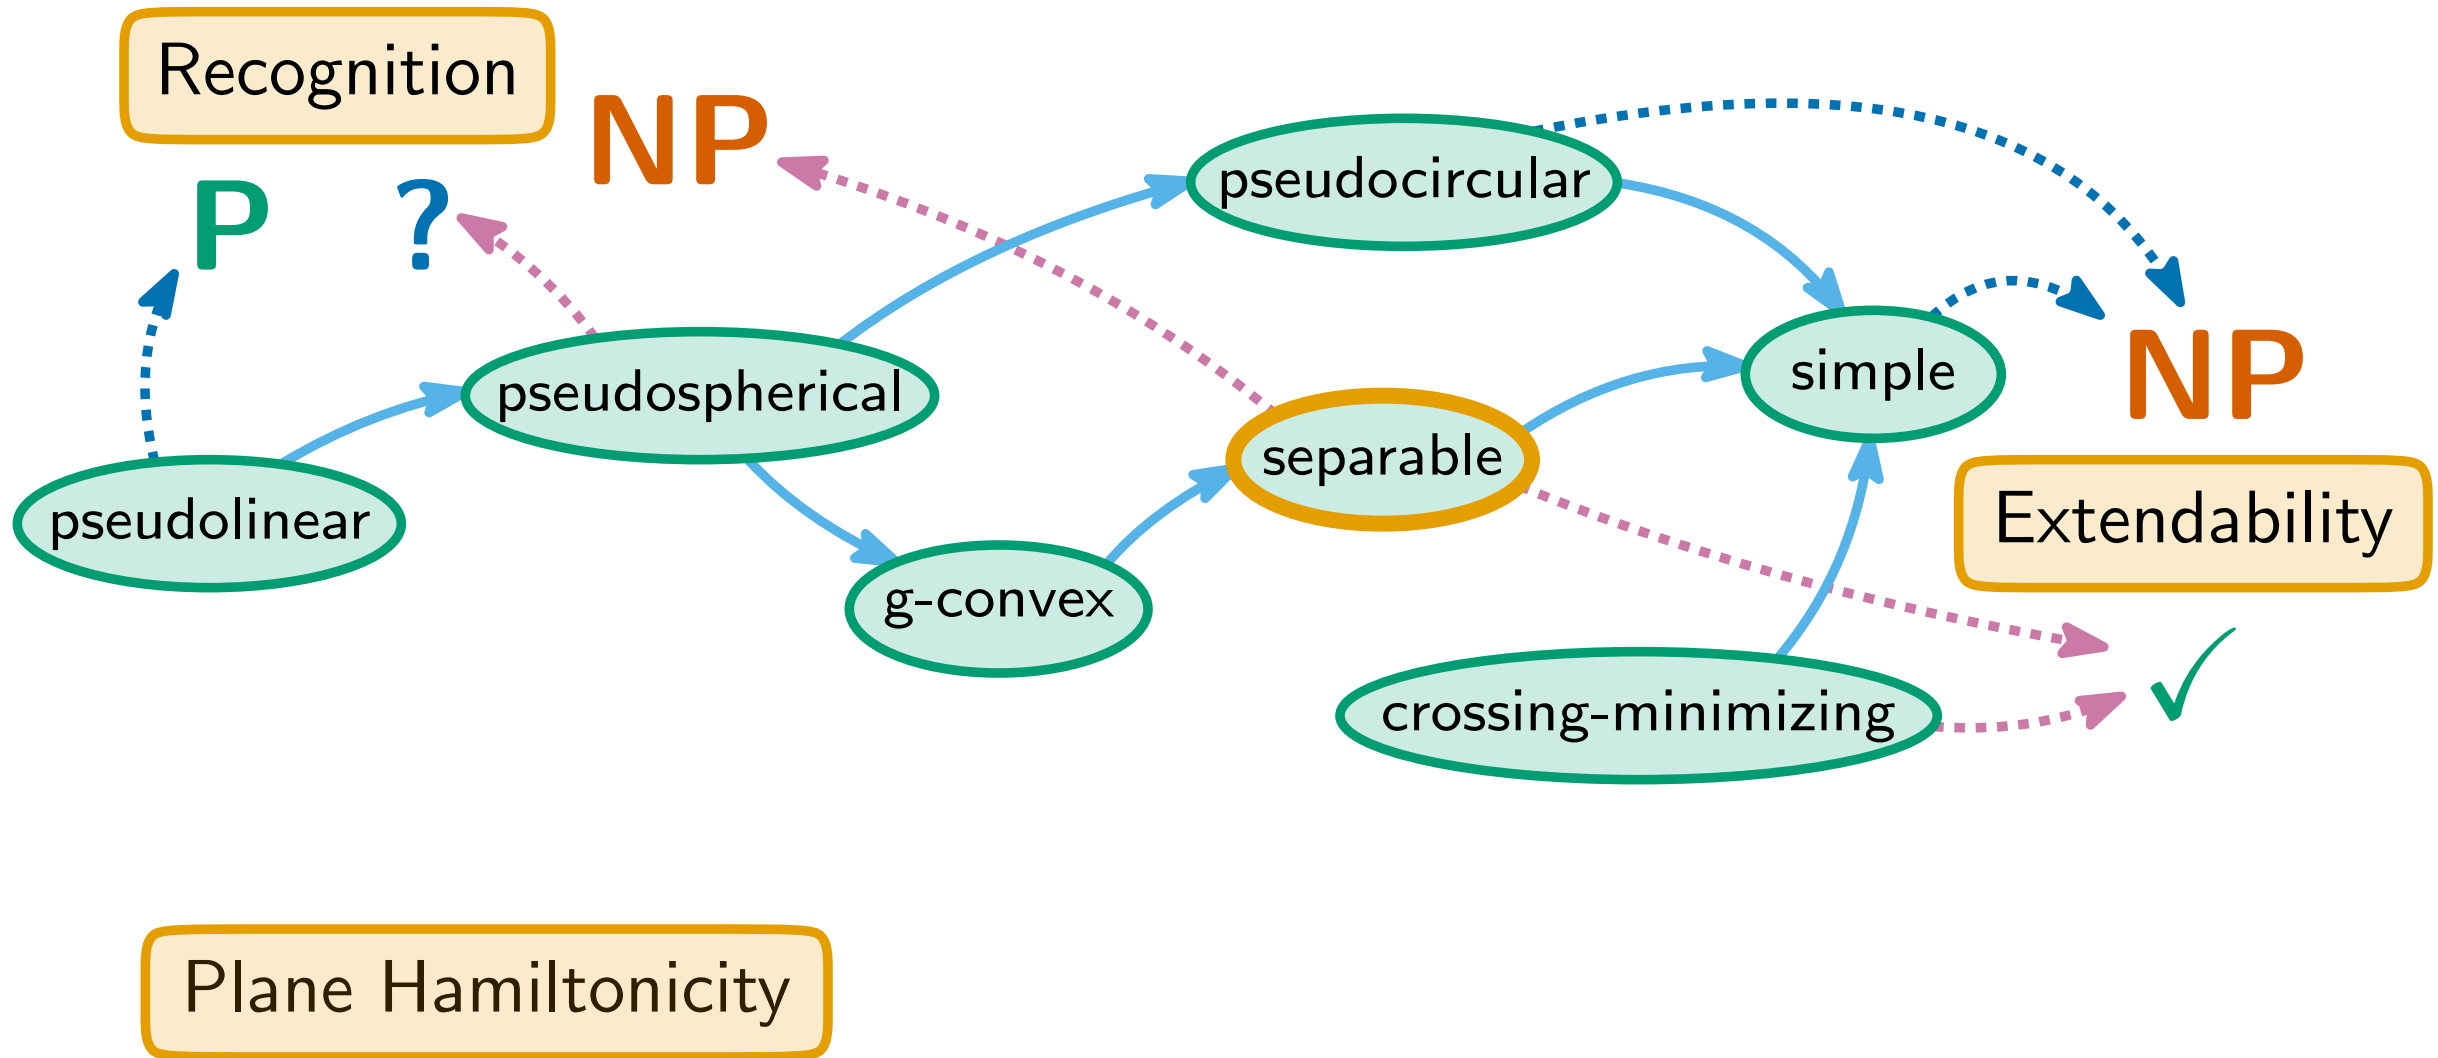 Recognition
NP
P
?
pseudocircular
pseudospherical
simple
NP
separable
pseudolinear
Extendability
g-convex
crossing-minimizing
✓
Plane Hamiltonicity